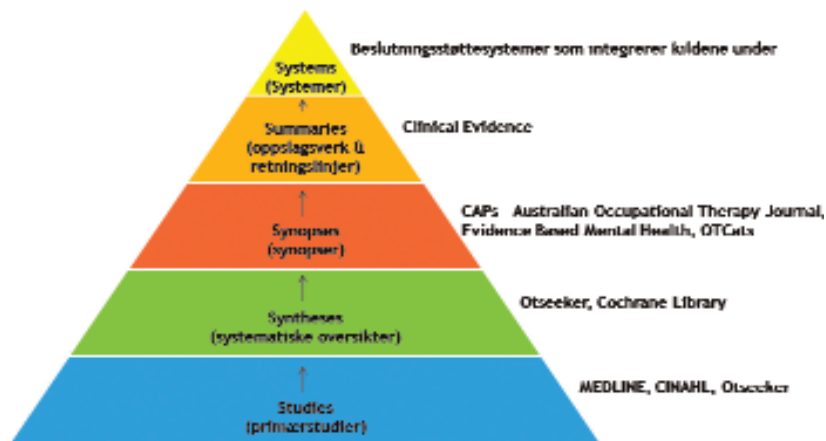 Beslutningsstøttesystemer som integrerer kildene under
Systems
(Systemer)
Summaries
(oppslagsverk &
retningslinjer)
Clinical Evidence
CAPs Australian Occupational Therapy Journal,
Evidence Based Mental Health, OTCats
Synopses
(synopser)
Otseeker, Cochrane Library
Syntheses
(systematiske oversikter)
MEDLINE, CINAHL, Otseeker
Studies
(primærstudier)